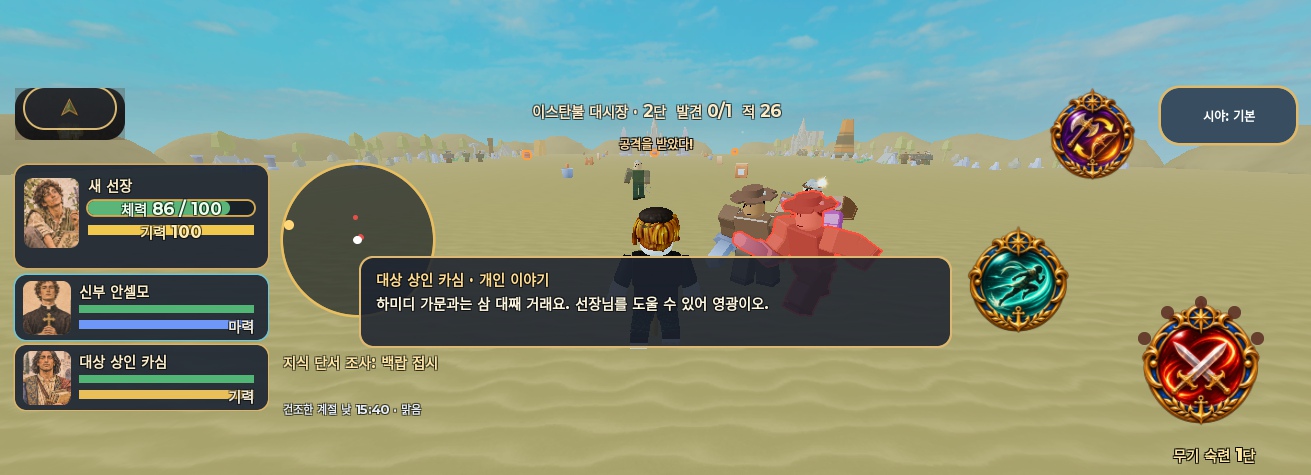 이스탄불 대시장 · 2단 발견 0/1 적 26
공격을 받았다!
시야: 기본
새 선장
체력 86 / 100
기력 100
신부 안셀모
마력
대상 상인 카심
기력
대상 상인 카심 · 개인 이야기
하미디 가문과는 삼 대째 거래요. 선장님를 도울 수 있어 영광이오.
지식 단서 조사: 백랍 접시
건조한 계절 낮 15:40 · 맑음
무기 숙련 1단